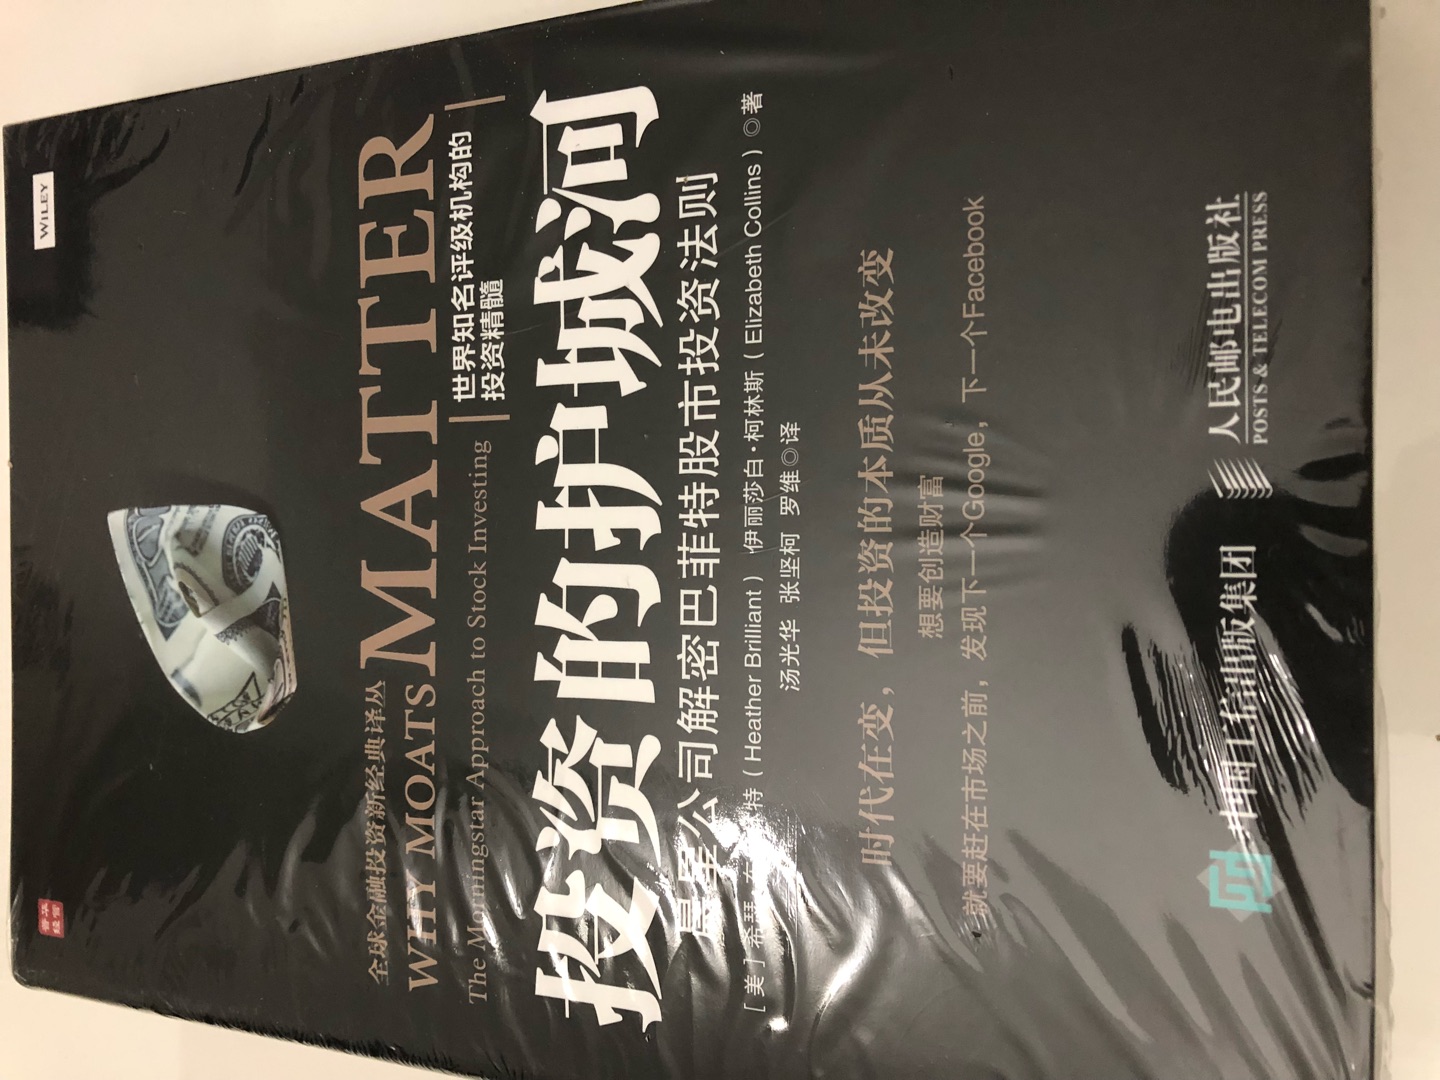 普华经管
WILEY
全球金融投资新经典译丛
WHY MOATS MATTER
The Morningstar Approach to Stock Investing
世界知名评级机构的
投资精髓
投资的护城河
晨星公司解密巴菲特股市投资法则
[美] 希瑟·布 特(Heather Brilliant) 伊丽莎白·柯林斯(Elizabeth Collins)◎著
汤光华 张坚柯 罗维◎译
时代在变,但投资的本质从未改变
想要创造财富
就要赶在市场之前,发现下一个Google,下一个Facebook
中国工信出版集团
人民邮电出版社
POSTS & TELECOM PRESS